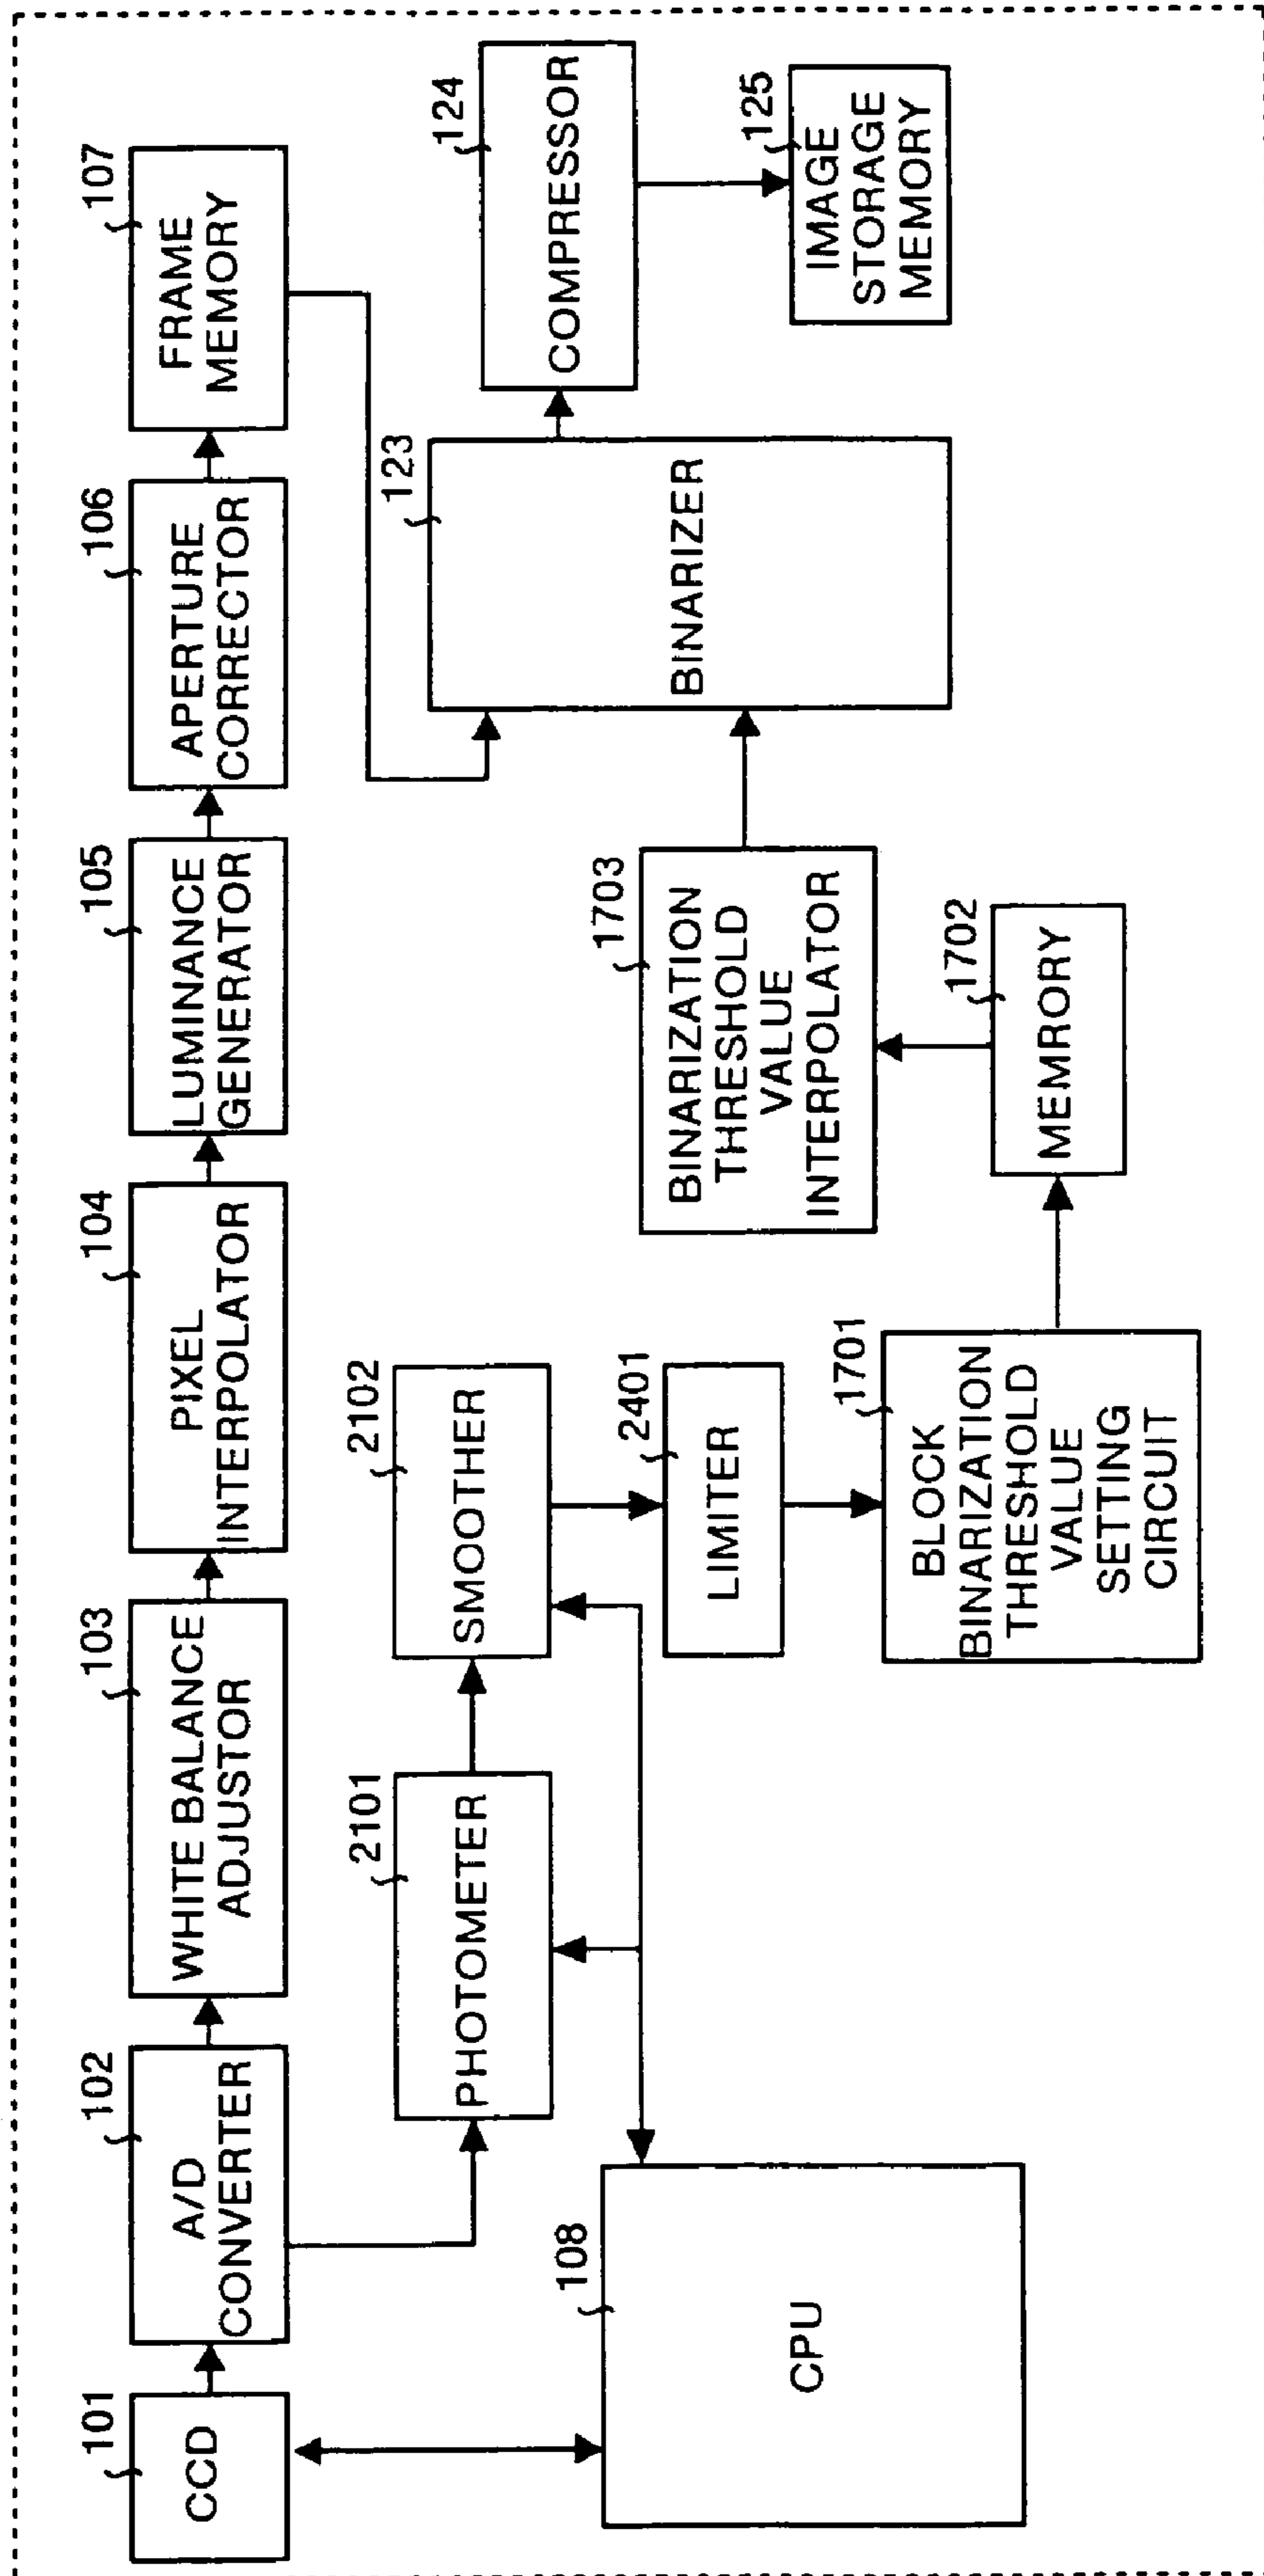 101
CCD
102
A/D
CONVERTER
103
WHITE BALANCE
ADJUSTOR
104
PIXEL
INTERPOLATOR
105
LUMINANCE
GENERATOR
106
APERTURE
CORRECTOR
107
FRAME
MEMORY
2101
PHOTOMETER
2102
SMOOTHER
123
BINARIZER
124
COMPRESSOR
108
CPU
2401
LIMITER
1703
BINARIZATION
THRESHOLD
VALUE
INTERPOLATOR
125
IMAGE
STORAGE
MEMORY
1701
BLOCK
BINARIZATION
THRESHOLD
VALUE
SETTING
CIRCUIT
1702
MEMRORY